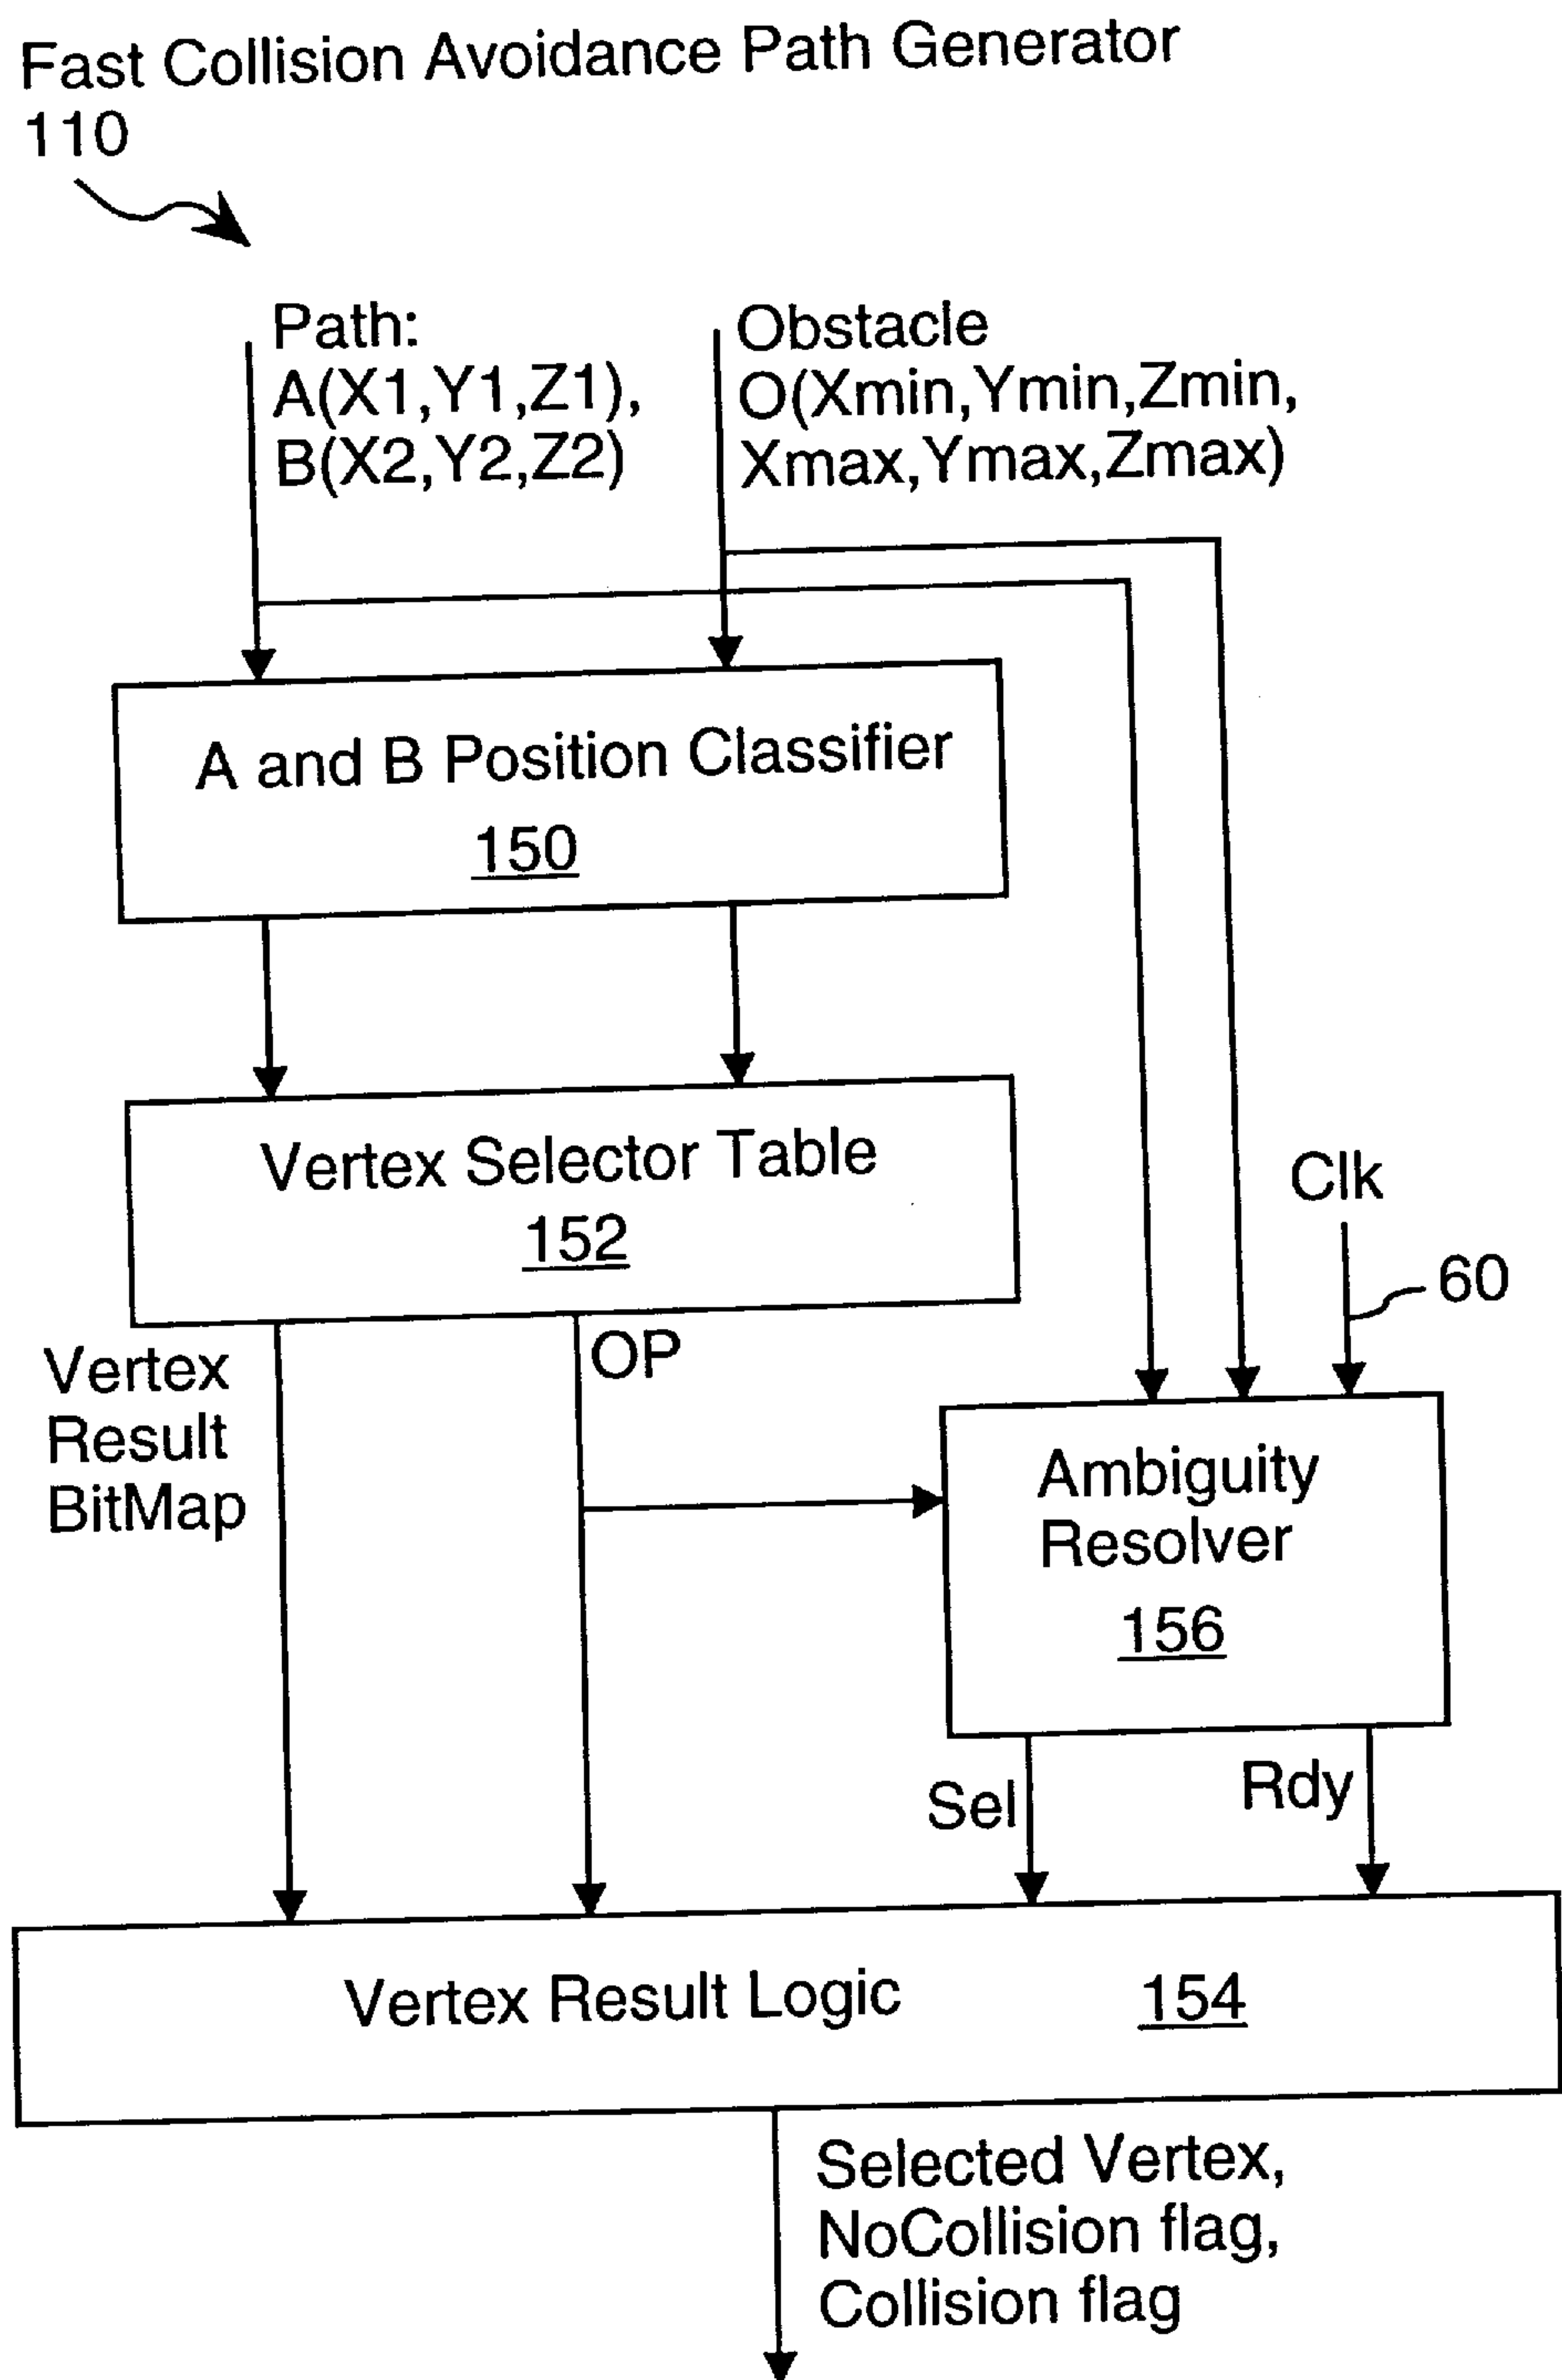 Fast Collision Avoidance Path Generator
110
Path:
A(X1,Y1,Z1),
B(X2,Y2,Z2)
Obstacle
O(Xmin,Ymin,Zmin,
Xmax,Ymax,Zmax)
A and B Position Classifier
150
Vertex Selector Table
152
Clk
60
Vertex
Result
BitMap
OP
Ambiguity
Resolver
156
Sel
Rdy
Vertex Result Logic 154
Selected Vertex,
NoCollision flag,
Collision flag